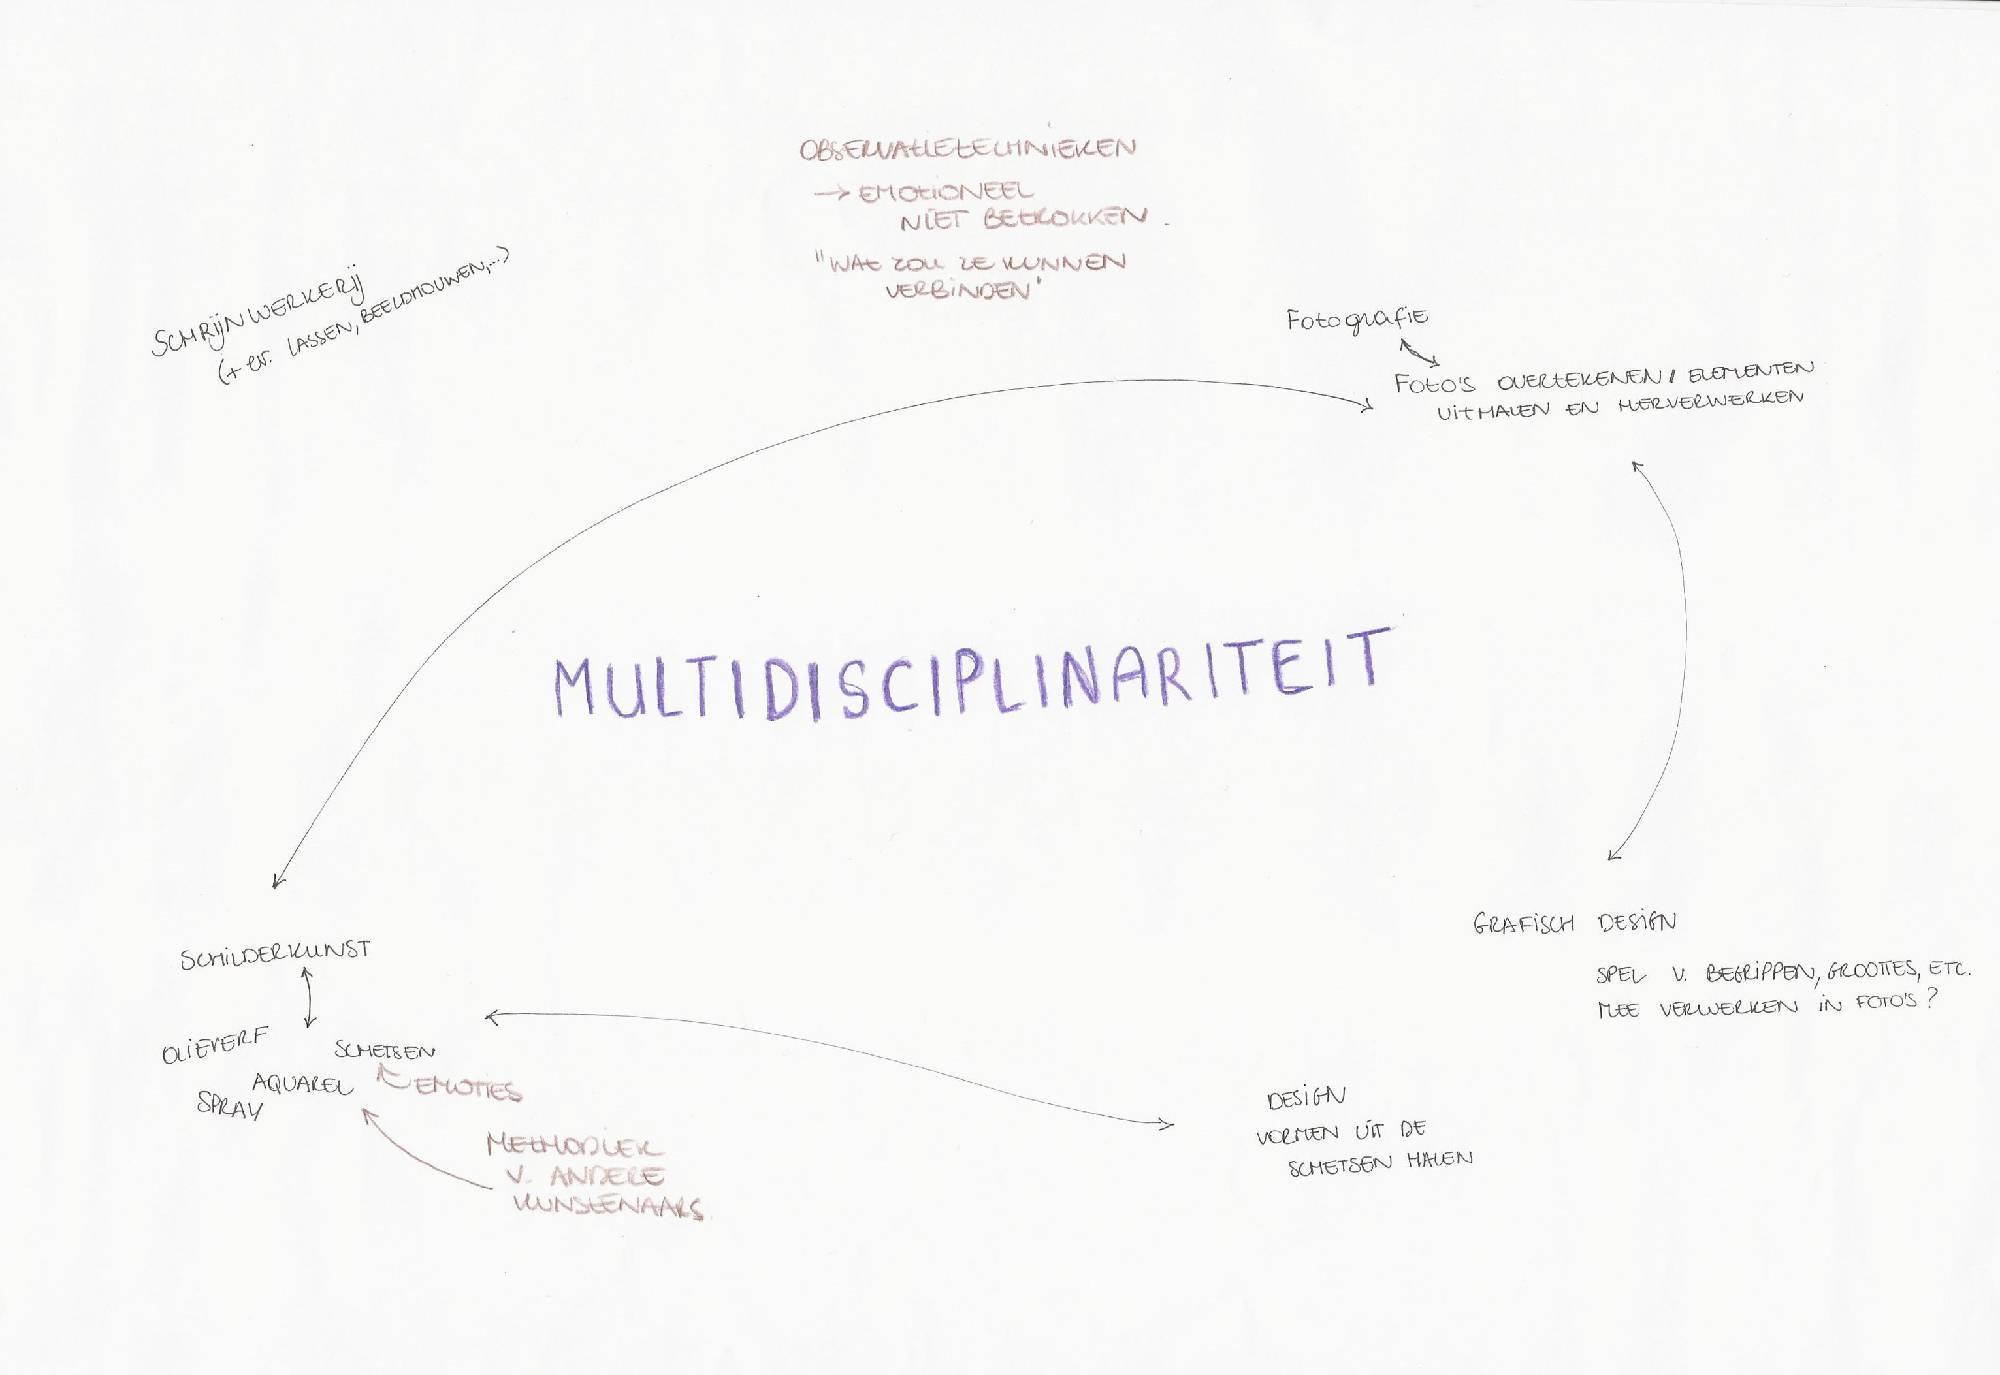 OBSERVATIETECHNIEKEN
→ EMOTIONEEL
NIET BETROKKEN.
"WAT ZOU ZE KUNNEN
VERBINDEN"
SCHRIJNWERKERIJ
(+ ev. LASSEN, BEELDHOUWEN,...)
Fotografie
FOTO'S OVERTEKENEN / ELEMENTEN
UITHALEN EN HERVERWERKEN
MULTIDISCIPLINARITEIT
SCHILDERKUNST
OLIEVERF
SCHETSEN
AQUAREL
EMOTIES
SPRAY
METHODIEK
V. ANDERE
KUNSTENAARS.
GRAFISCH DESIGN
SPEL V. BEGRIPPEN, GROOTTES, ETC.
MEE VERWERKEN IN FOTO'S?
DESIGN
VORMEN UIT DE
SCHETSEN HALEN